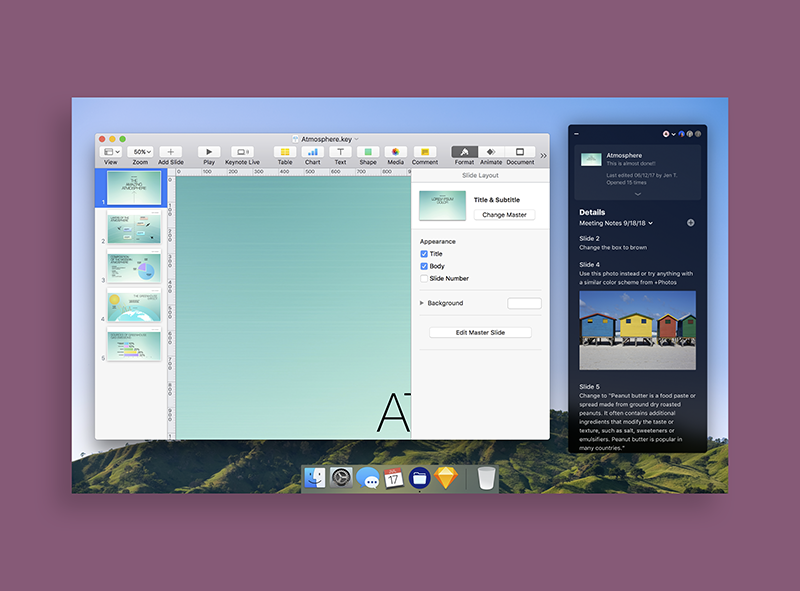 Atmosphere.key
50%
View
Zoom
Add Slide
Play
Keynote Live
Table
Chart
Text
Shape
Media
Comment
Format
Animate
Document
0 100 200 300 400 500 600 700 800 900
Slide Layout
1
THE
AMAZING
ATMOSPHERE
2
3
4
5
LOREM IPSUM
DOLOR
Title & Subtitle
Change Master
Appearance
Title
Body
Slide Number
Background
Edit Master Slide
AT
Atmosphere
This is almost done!!
Last edited 06/12/17 by Jen T.
Opened 15 times
Details
Meeting Notes 9/18/18
Slide 2
Change the box to brown
Slide 4
Use this photo instead or try anything with
a similar color scheme from +Photos
Slide 5
Change to "Peanut butter is a food paste or
spread made from ground dry roasted
peanuts. It often contains additional
ingredients that modify the taste or
texture, such as salt, sweeteners or
emulsifiers. Peanut butter is popular in
many countries."
17